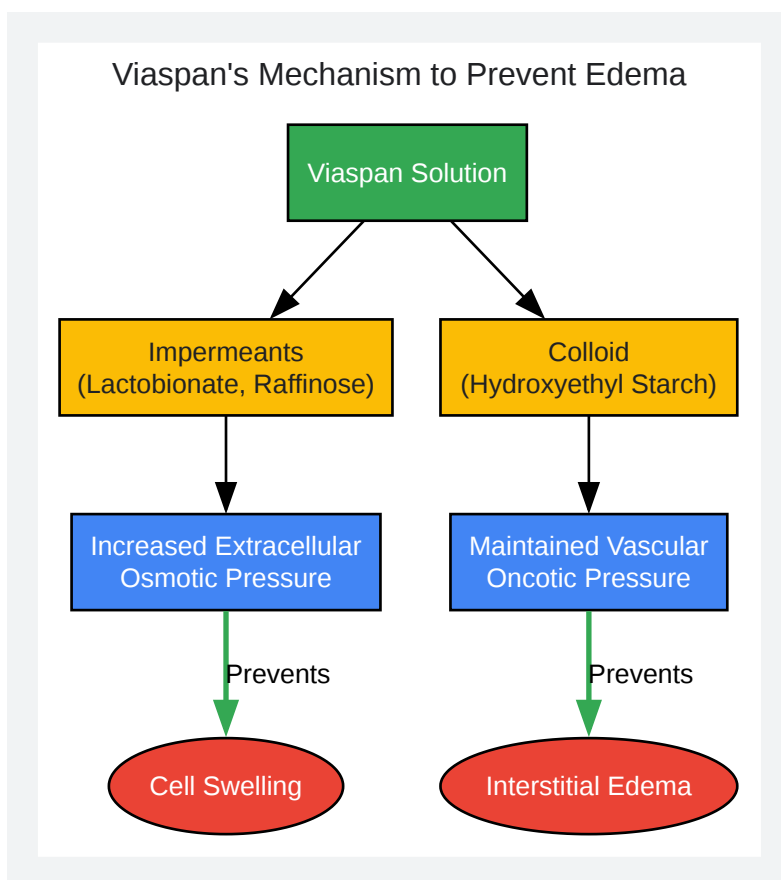 Viaspan's Mechanism to Prevent Edema
Viaspan Solution
Impermeants
(Lactobionate, Raffinose)
Colloid
(Hydroxyethyl Starch)
Increased Extracellular
Osmotic Pressure
Maintained Vascular
Oncotic Pressure
Prevents
Prevents
Cell Swelling
Interstitial Edema